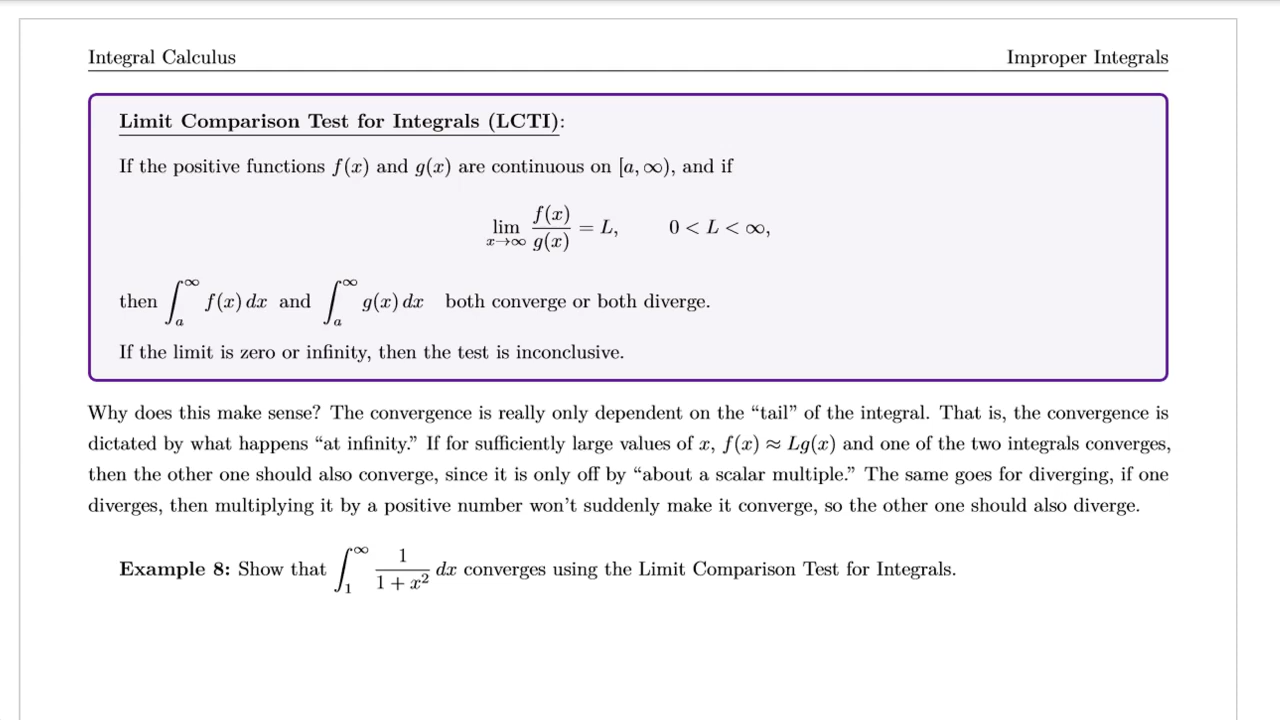 Integral Calculus
Improper Integrals
Limit Comparison Test for Integrals (LCTI):
If the positive functions f(x) and g(x) are continuous on [a, ∞), and if
lim_{x→∞} f(x)/g(x) = L, 0 < L < ∞,
then ∫_a^∞ f(x) dx and ∫_a^∞ g(x) dx both converge or both diverge.
If the limit is zero or infinity, then the test is inconclusive.
Why does this make sense? The convergence is really only dependent on the “tail” of the integral. That is, the convergence is
dictated by what happens “at infinity.” If for sufficiently large values of x, f(x) ≈ Lg(x) and one of the two integrals converges,
then the other one should also converge, since it is only off by “about a scalar multiple.” The same goes for diverging, if one
diverges, then multiplying it by a positive number won’t suddenly make it converge, so the other one should also diverge.
Example 8: Show that ∫_1^∞ 1/(1 + x²) dx converges using the Limit Comparison Test for Integrals.